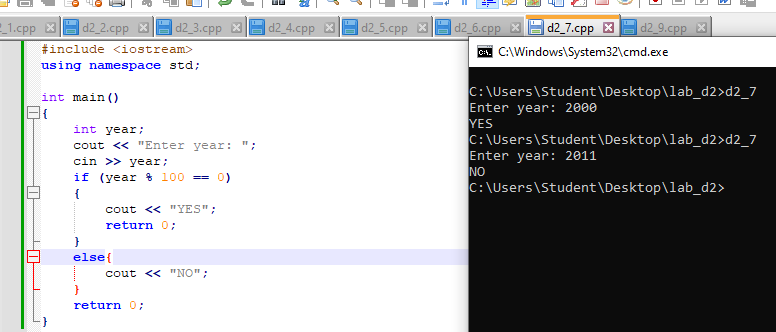 2_1.cpp d2_2.cpp d2_3.cpp d2_4.cpp d2_5.cpp d2_6.cpp d2_7.cpp d2_9.cpp
#include <iostream>
using namespace std;
int main()
{
int year;
cout << "Enter year: ";
cin >> year;
if (year % 100 == 0)
{
cout << "YES";
return 0;
}
else{
cout << "NO";
}
return 0;
}
C:\Windows\System32\cmd.exe
C:\Users\Student\Desktop\lab_d2>d2_7
Enter year: 2000
YES
C:\Users\Student\Desktop\lab_d2>d2_7
Enter year: 2011
NO
C:\Users\Student\Desktop\lab_d2>